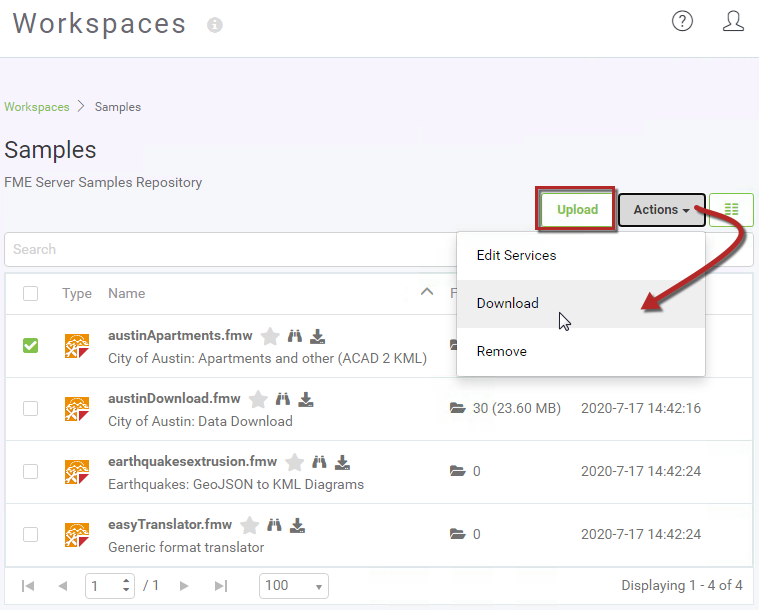 Workspaces
Workspaces > Samples
Samples
FME Server Samples Repository
Upload
Actions
Search
Edit Services
Download
Remove
Type Name F
austinApartments.fmw
City of Austin: Apartments and other (ACAD 2 KML)
austinDownload.fmw
City of Austin: Data Download
30 (23.60 MB) 2020-7-17 14:42:16
earthquakesextrusion.fmw
Earthquakes: GeoJSON to KML Diagrams
0 2020-7-17 14:42:24
easyTranslator.fmw
Generic format translator
0 2020-7-17 14:42:24
1 / 1 100 Displaying 1 - 4 of 4